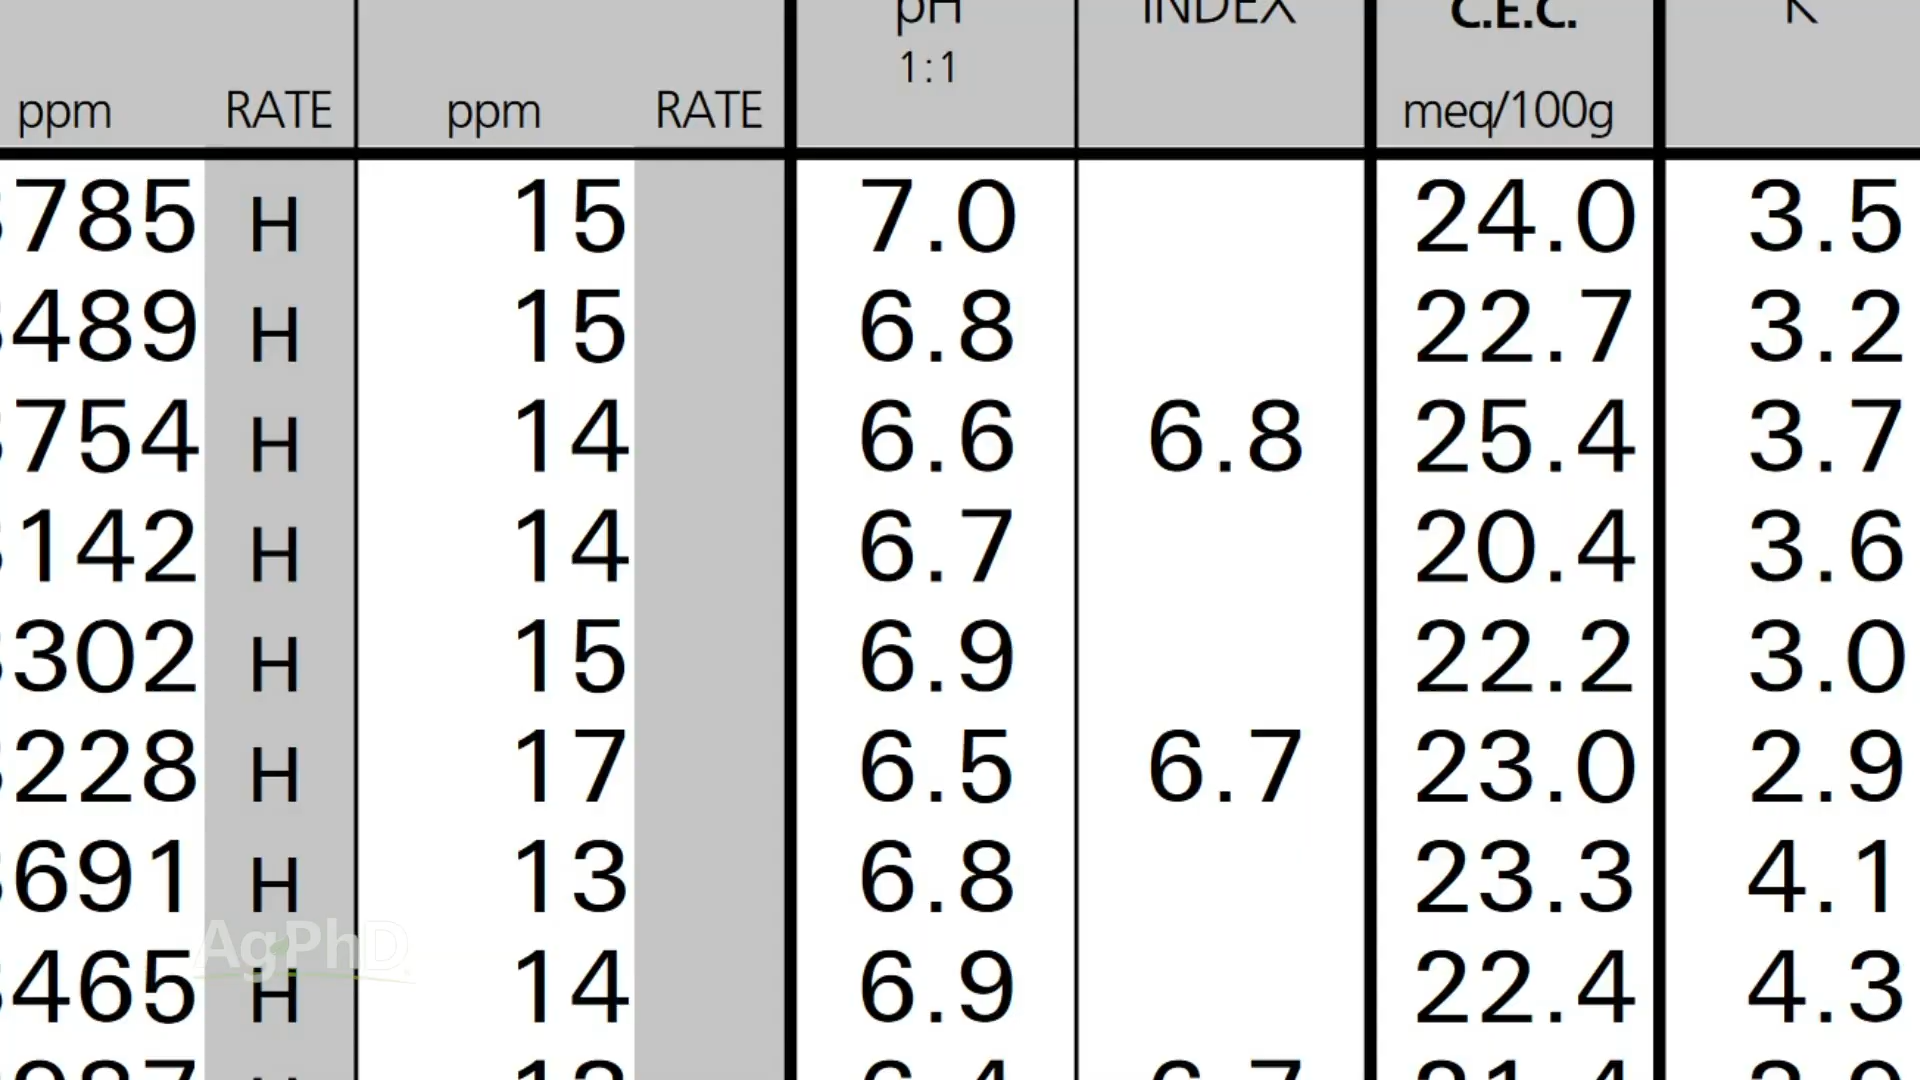 pH INDEX C.E.C. K
1:1
ppm RATE ppm RATE meq/100g
785 H 15 7.0 24.0 3.5
489 H 15 6.8 22.7 3.2
754 H 14 6.6 6.8 25.4 3.7
142 H 14 6.7 20.4 3.6
302 H 15 6.9 22.2 3.0
228 H 17 6.5 6.7 23.0 2.9
691 H 13 6.8 23.3 4.1
AgPhD
465 H 14 6.9 22.4 4.3